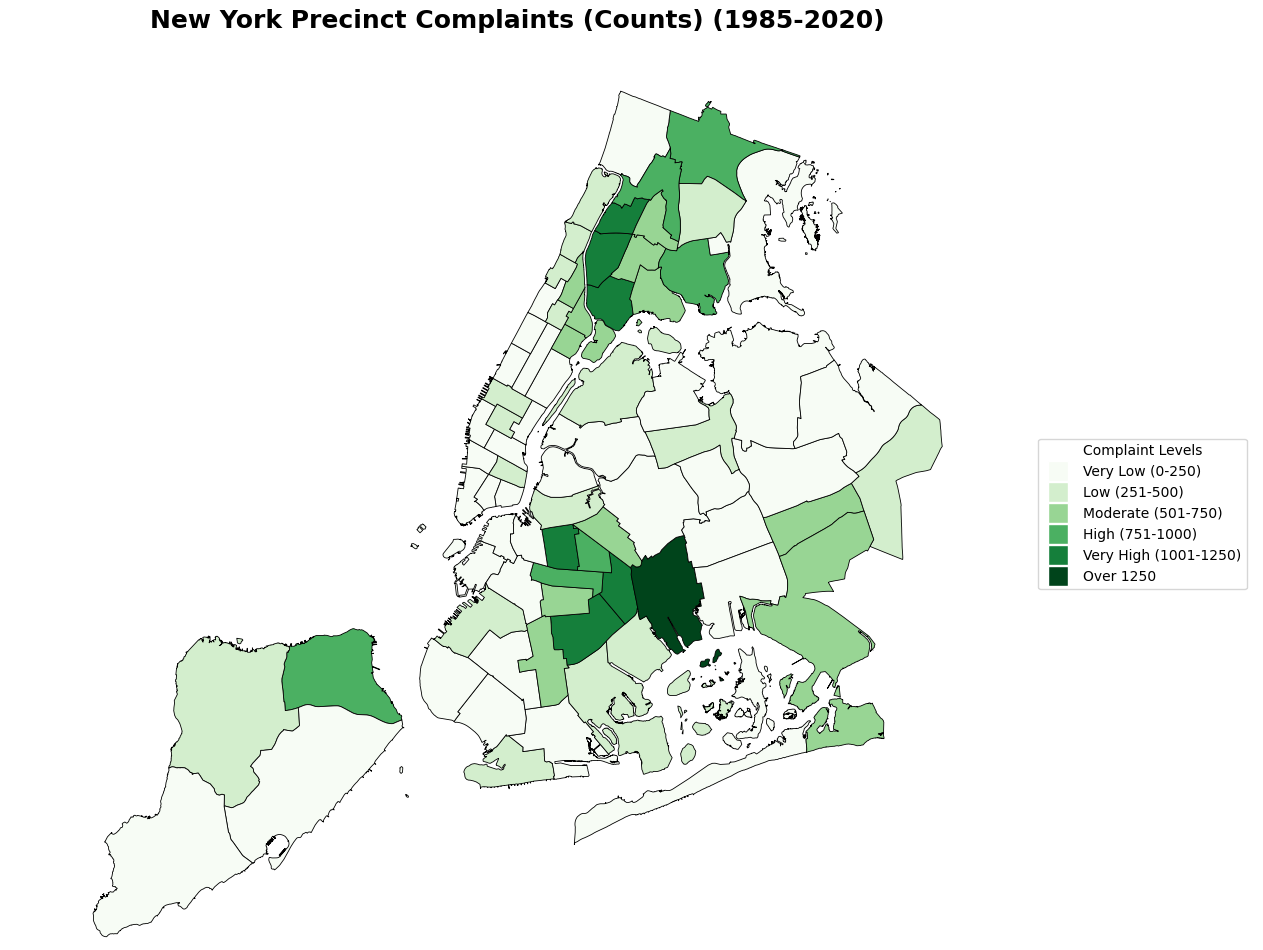 New York Precinct Complaints (Counts) (1985-2020)
Complaint Levels
Very Low (0-250)
Low (251-500)
Moderate (501-750)
High (751-1000)
Very High (1001-1250)
Over 1250